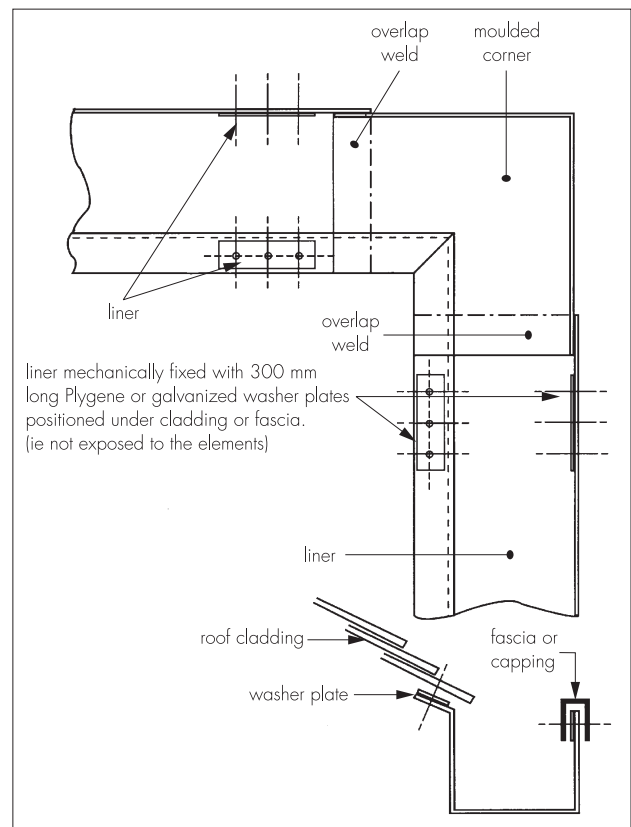 overlap
weld
moulded
corner
liner
overlap
weld
liner mechanically fixed with 300 mm
long Plygene or galvanized washer plates
positioned under cladding or fascia.
(ie not exposed to the elements)
liner
roof cladding
fascia or
capping
washer plate